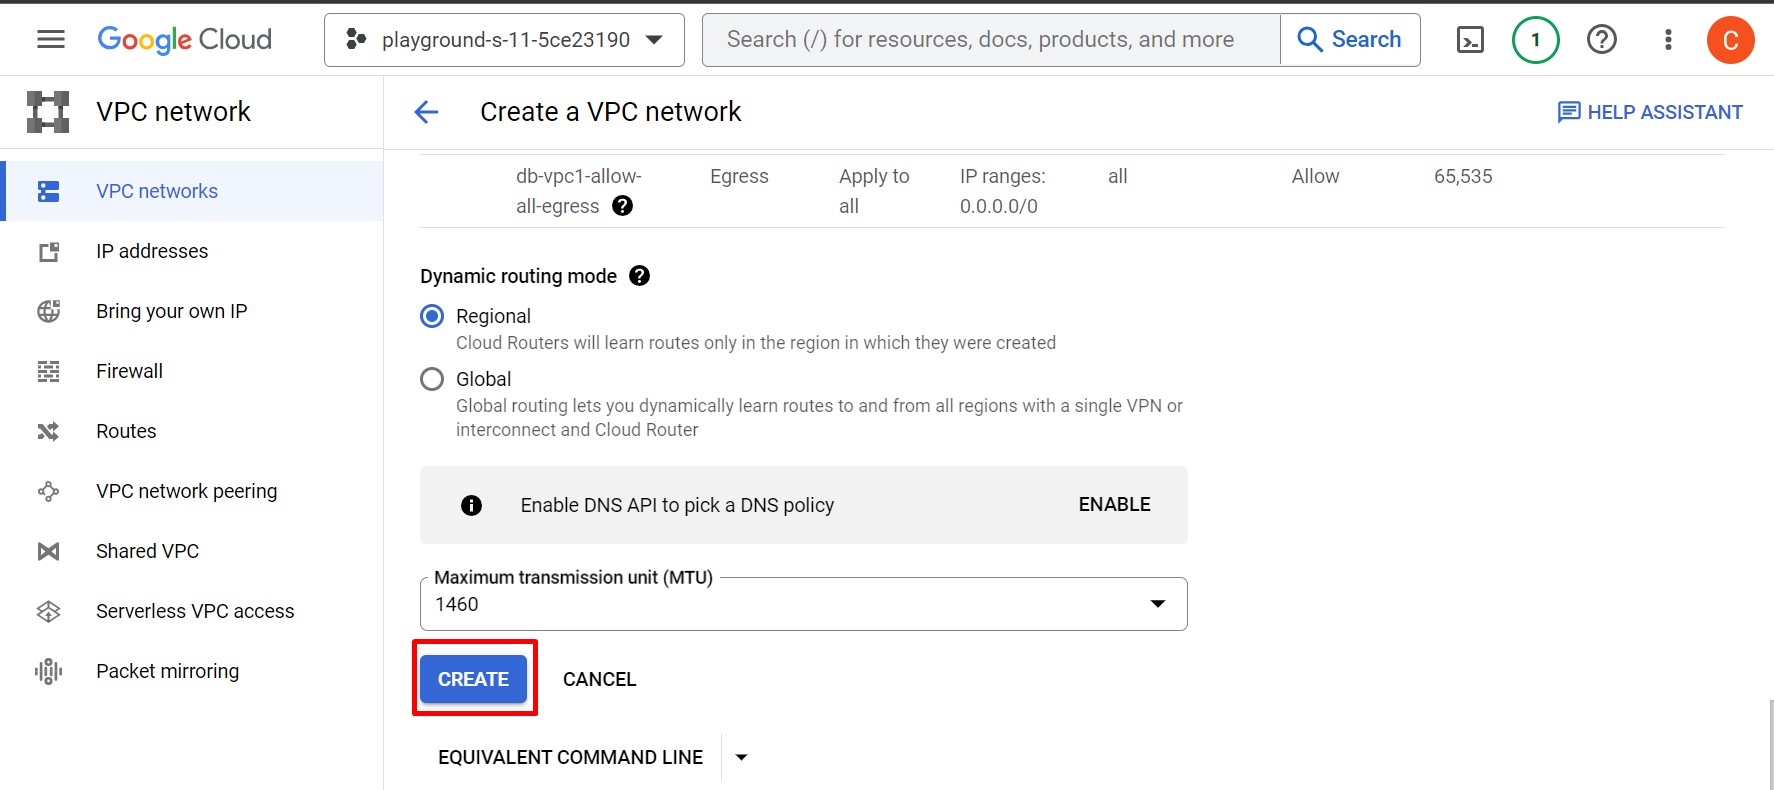 Google Cloud
playground-s-11-5ce23190
Search (/) for resources, docs, products, and more
Search
1
C
VPC network
Create a VPC network
HELP ASSISTANT
VPC networks
IP addresses
Bring your own IP
Firewall
Routes
VPC network peering
Shared VPC
Serverless VPC access
Packet mirroring
db-vpc1-allow-
all-egress
Egress
Apply to
all
IP ranges:
0.0.0.0/0
all
Allow
65,535
Dynamic routing mode
Regional
Cloud Routers will learn routes only in the region in which they were created
Global
Global routing lets you dynamically learn routes to and from all regions with a single VPN or
interconnect and Cloud Router
Enable DNS API to pick a DNS policy
ENABLE
Maximum transmission unit (MTU)
1460
CREATE
CANCEL
EQUIVALENT COMMAND LINE